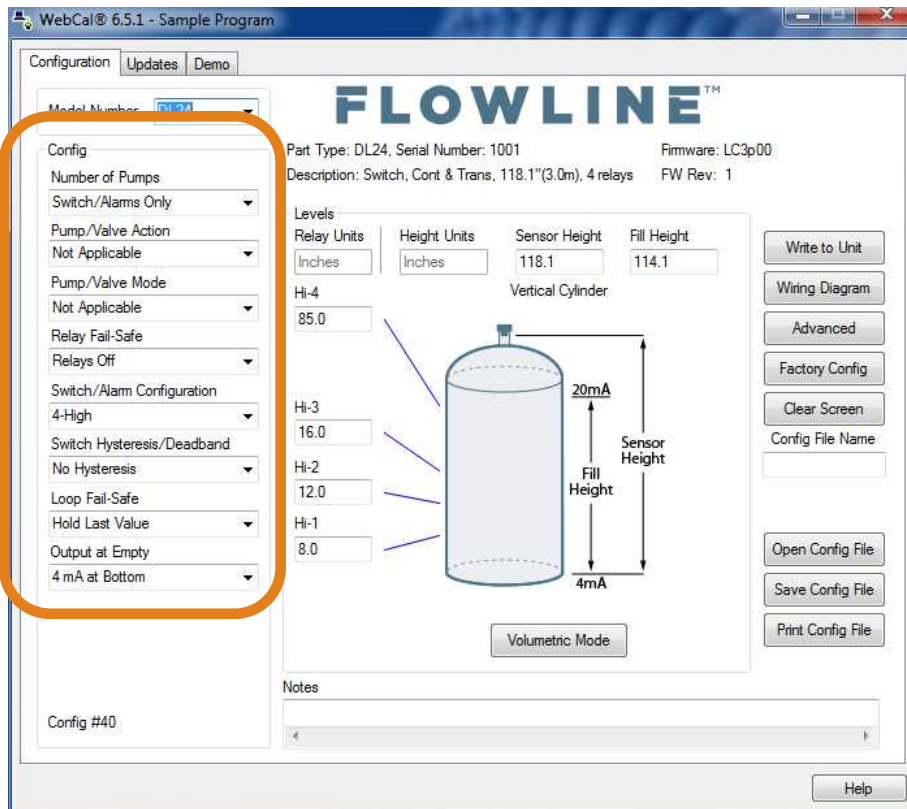 WebCal® 6.5.1 - Sample Program
Configuration
Updates
Demo
Model Number
DL24
Config
Number of Pumps
Switch/Alarms Only
Pump/Valve Action
Not Applicable
Pump/Valve Mode
Not Applicable
Relay Fail-Safe
Relays Off
Switch/Alarm Configuration
4-High
Switch Hysteresis/Deadband
No Hysteresis
Loop Fail-Safe
Hold Last Value
Output at Empty
4 mA at Bottom
Config #40
FLOWLINE™
Part Type: DL24, Serial Number: 1001
Firmware: LC3p00
Description: Switch, Cont & Trans, 118.1"(3.0m), 4 relays
FW Rev: 1
Levels
Relay Units
Height Units
Sensor Height
Fill Height
Inches
Inches
118.1
114.1
Hi-4
Vertical Cylinder
85.0
Hi-3
16.0
Hi-2
12.0
Hi-1
8.0
20mA
Sensor
Height
Fill
Height
4mA
Volumetric Mode
Write to Unit
Wiring Diagram
Advanced
Factory Config
Clear Screen
Config File Name
Open Config File
Save Config File
Print Config File
Notes
Help